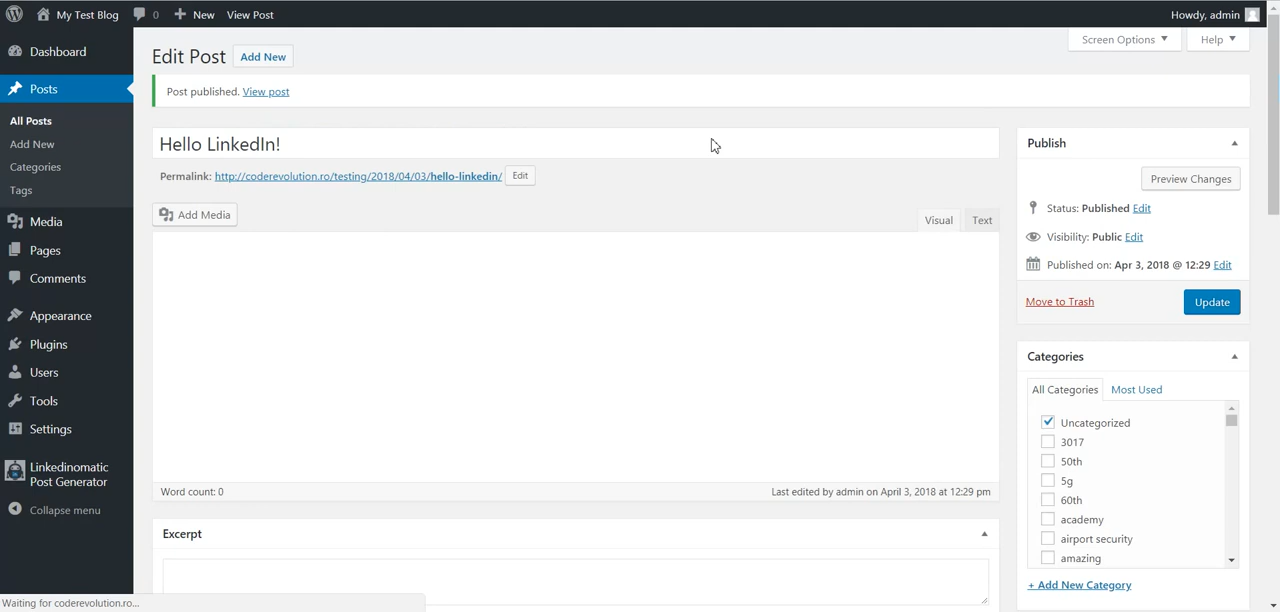 My Test Blog
0
New
View Post
Howdy, admin
Dashboard
Posts
All Posts
Add New
Categories
Tags
Media
Pages
Comments
Appearance
Plugins
Users
Tools
Settings
Linkedinomatic
Post Generator
Collapse menu
Screen Options
Help
Edit Post
Add New
Post published. View post
Hello LinkedIn!
Permalink: http://coderevolution.ro/testing/2018/04/03/hello-linkedin/
Edit
Add Media
Visual
Text
Word count: 0
Last edited by admin on April 3, 2018 at 12:29 pm
Excerpt
Publish
Preview Changes
Status: Published Edit
Visibility: Public Edit
Published on: Apr 3, 2018 @ 12:29 Edit
Move to Trash
Update
Categories
All Categories
Most Used
Uncategorized
3017
50th
5g
60th
academy
airport security
amazing
+ Add New Category
Waiting for coderevolution.ro...